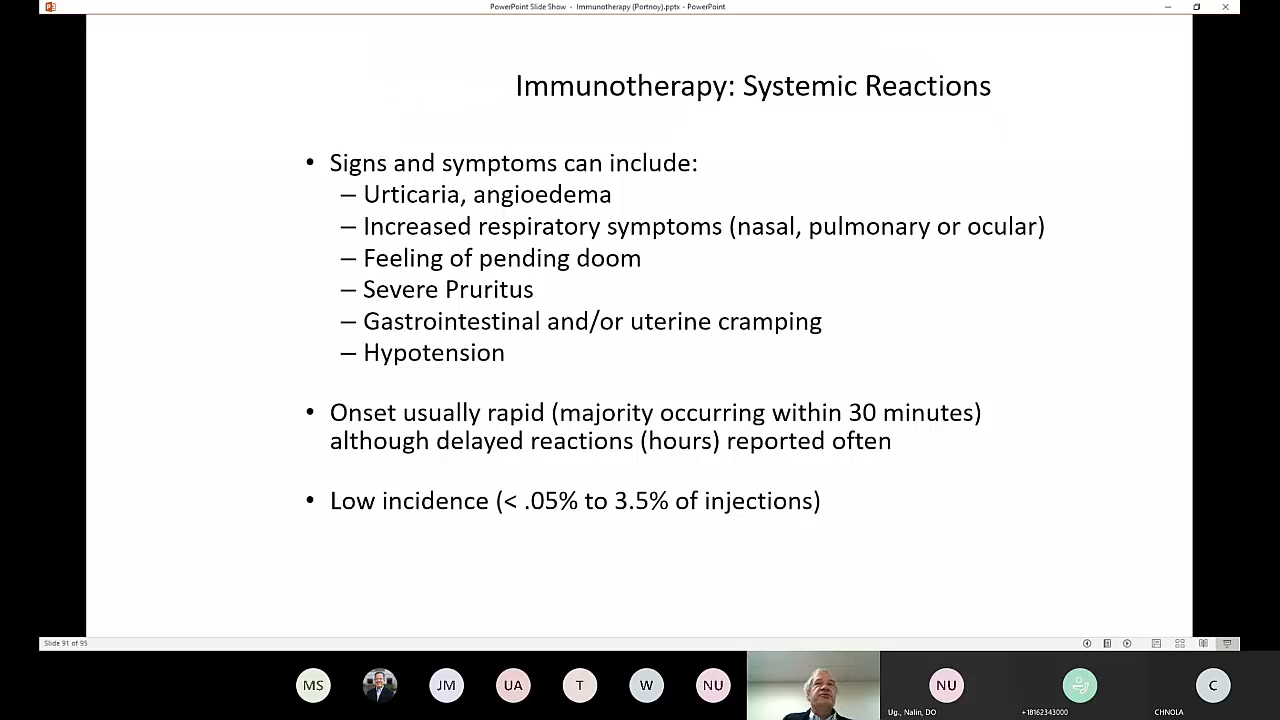 PowerPoint Slide Show - Immunotherapy (Portnoy).pptx - PowerPoint
Immunotherapy: Systemic Reactions
• Signs and symptoms can include:
– Urticaria, angioedema
– Increased respiratory symptoms (nasal, pulmonary or ocular)
– Feeling of pending doom
– Severe Pruritus
– Gastrointestinal and/or uterine cramping
– Hypotension
• Onset usually rapid (majority occurring within 30 minutes)
although delayed reactions (hours) reported often
• Low incidence (< .05% to 3.5% of injections)
Slide 91 of 95
MS JM UA T W NU NU C
Ug., Nalin, DO +18162343000 CHNOLA